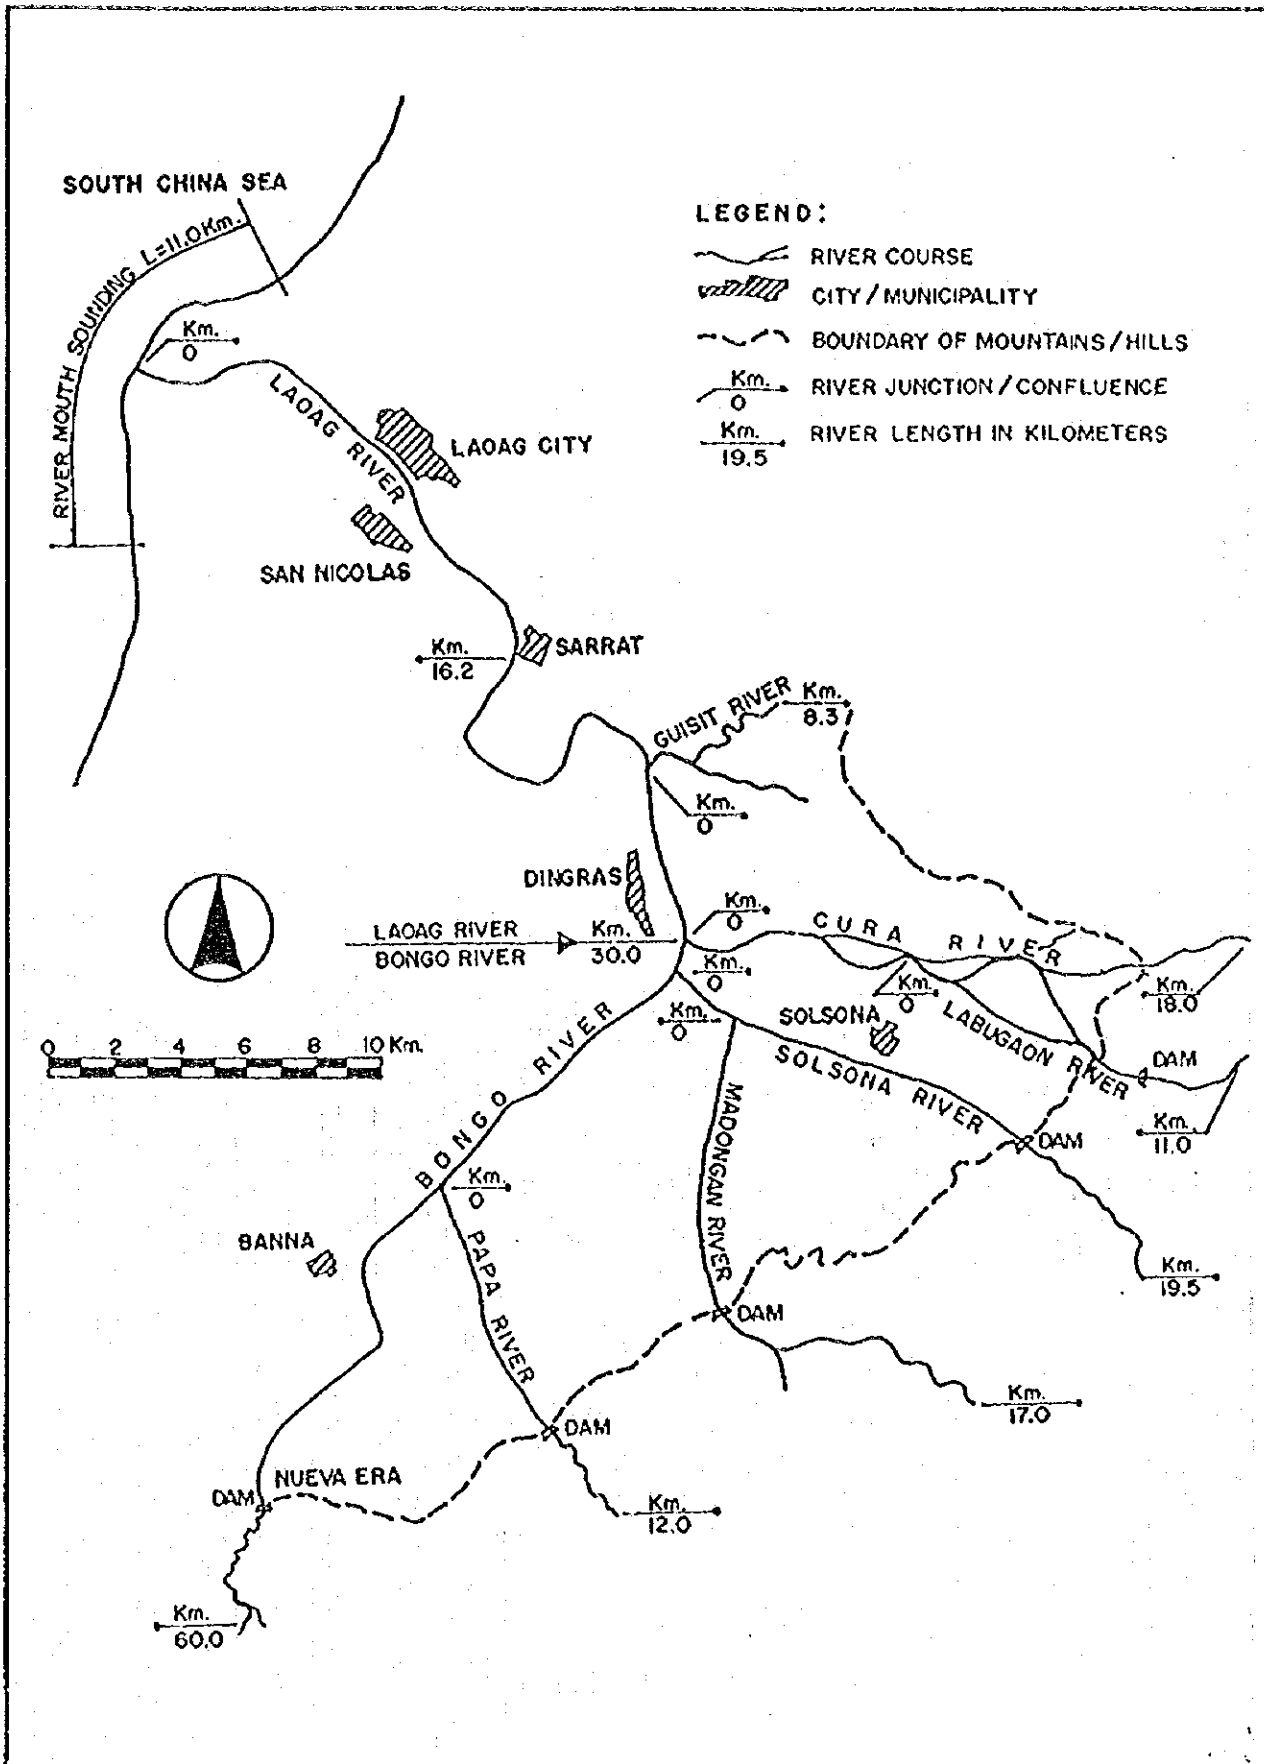 SOUTH CHINA SEA
RIVER MOUTH SOUNDING L=11.0Km.
LEGEND:
RIVER COURSE
CITY/MUNICIPALITY
BOUNDARY OF MOUNTAINS/HILLS
Km.
0
RIVER JUNCTION/CONFLUENCE
Km.
19.5
RIVER LENGTH IN KILOMETERS
Km.
0
LAOAG RIVER
LAOAG CITY
SAN NICOLAS
Km.
16.2
SARRAT
GUISIT RIVER
Km.
8.3
Km.
0
DINGRAS
LAOAG RIVER
BONGO RIVER
Km.
30.0
Km.
0
CURA RIVER
Km.
0
Km.
0
Km.
0
SOLSONA
LABUGAON RIVER
Km.
18.0
DAM
Km.
11.0
SOLSONA RIVER
DAM
Km.
19.5
0 2 4 6 8 10 Km.
BONGO RIVER
MADONGAN RIVER
DAM
Km.
17.0
Km.
0
BANNA
PAPA RIVER
DAM
Km.
12.0
NUEVA ERA
DAM
Km.
60.0